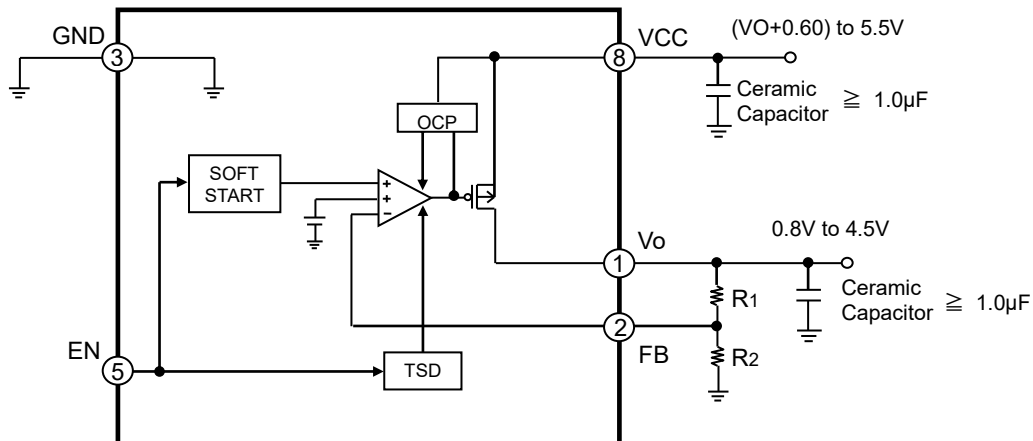 GND
3
VCC
8
(VO+0.60) to 5.5V
Ceramic
Capacitor ≧ 1.0µF
OCP
SOFT
START
+
+
−
Vo
1
0.8V to 4.5V
R1
Ceramic
Capacitor ≧ 1.0µF
2
FB
R2
EN
5
TSD